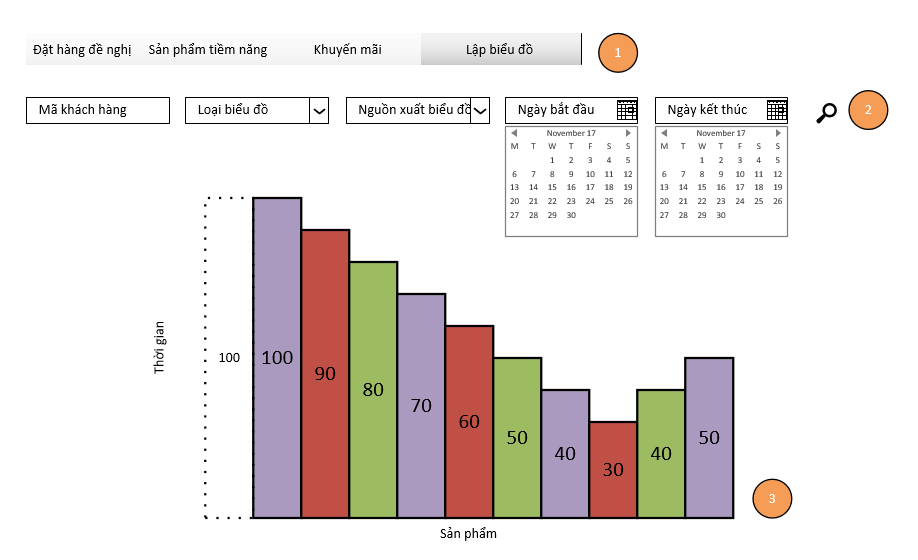 Đặt hàng đề nghị Sản phẩm tiềm năng Khuyến mãi Lập biểu đồ 1
Mã khách hàng Loại biểu đồ Nguồn xuất biểu đồ Ngày bắt đầu Ngày kết thúc 2
November 17
M T W T F S S
1 2 3 4 5
6 7 8 9 10 11 12
13 14 15 16 17 18 19
20 21 22 23 24 25 26
27 28 29 30
November 17
M T W T F S S
1 2 3 4 5
6 7 8 9 10 11 12
13 14 15 16 17 18 19
20 21 22 23 24 25 26
27 28 29 30
Thời gian
100
100
90
80
70
60
50
40
30
40
50
3
Sản phẩm